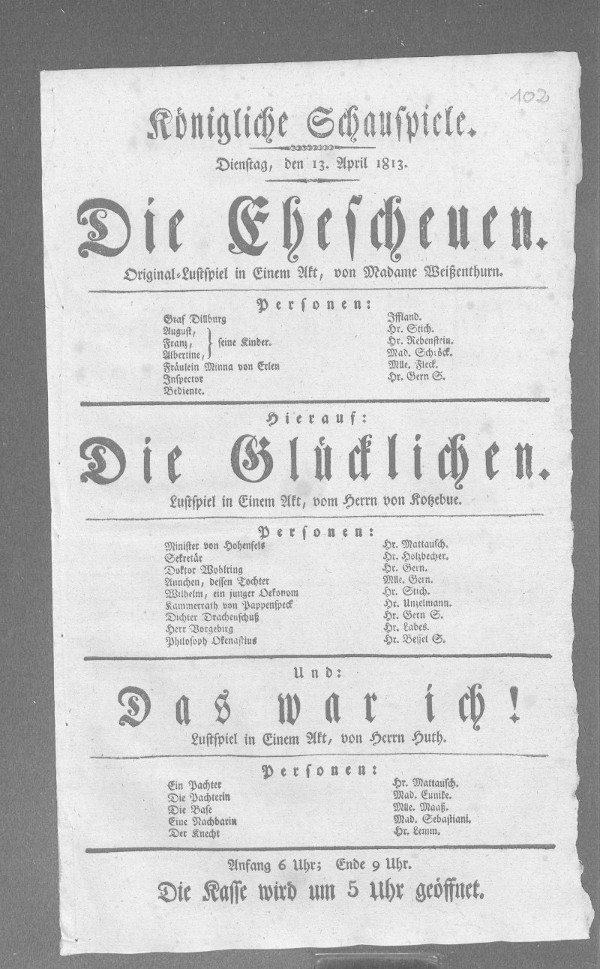 102
Königliche Schauspiele.
Dienstag, den 13. April 1813.
Die Ehescheuen.
Original-Lustspiel in Einem Akt, von Madame Weißenthurn.
Personen:
Graf Dillburg Iffland.
August, Hr. Stich.
Franz, } seine Kinder. Hr. Rebenstein.
Albertine, Mad. Schröck.
Fräulein Minna von Erlen Mlle. Fleck.
Inspector Hr. Gern S.
Bediente.
Hierauf:
Die Glücklichen.
Lustspiel in Einem Akt, vom Herrn von Kotzebue.
Personen:
Minister von Hohenfels Hr. Mattausch.
Sekretär Hr. Holzbecher.
Doktor Wohlring Hr. Gern.
Annchen, dessen Tochter Mlle. Gern.
Wilhelm, ein junger Oekonom Hr. Stich.
Kammerrath von Pappenspeck Hr. Unzelmann.
Dichter Drachenschuß Hr. Gern S.
Herr Vorgebirg Hr. Labes.
Philosoph Okenastius Hr. Bessel S.
Und:
Das war ich!
Lustspiel in Einem Akt, von Herrn Huth.
Personen:
Ein Pachter Hr. Mattausch.
Die Pachterin Mad. Eunike.
Die Base Mlle. Maaß.
Eine Nachbarin Mad. Sebastiani.
Der Knecht Hr. Lemm.
Anfang 6 Uhr; Ende 9 Uhr.
Die Kasse wird um 5 Uhr geöffnet.